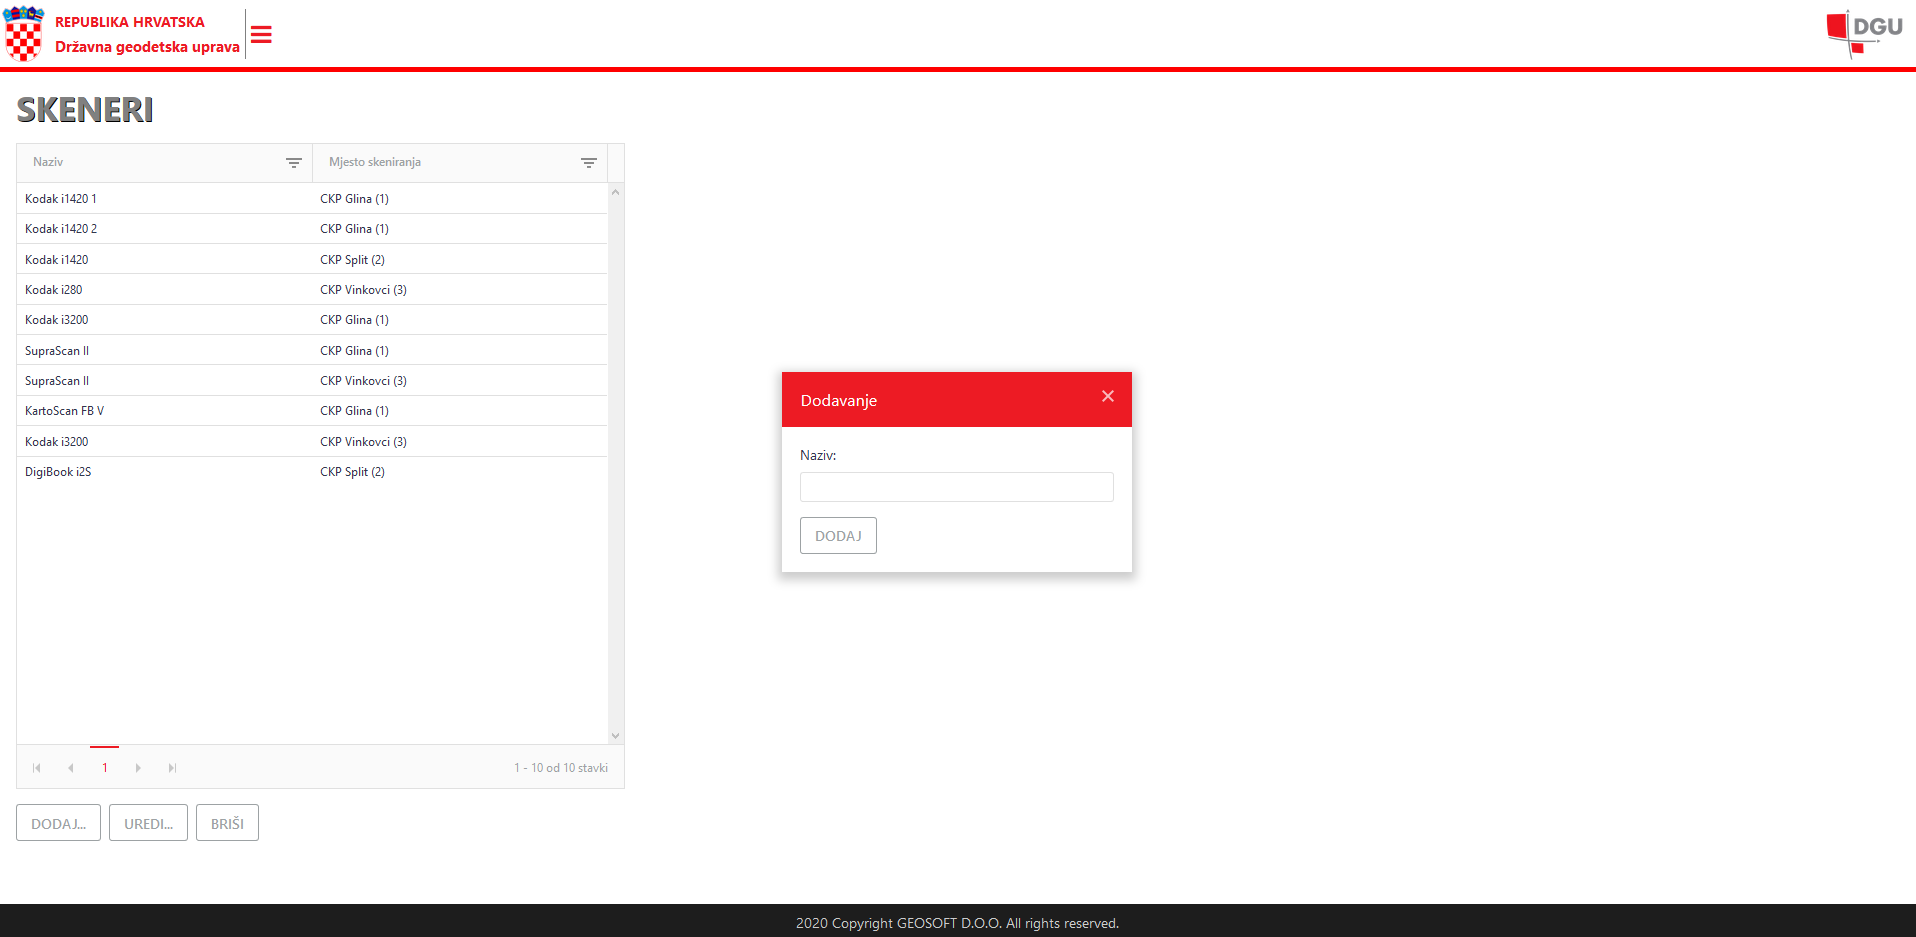 REPUBLIKA HRVATSKA
Državna geodetska uprava
DGU
SKENERI
Naziv Mjesto skeniranja
Kodak i1420 1 CKP Glina (1)
Kodak i1420 2 CKP Glina (1)
Kodak i1420 CKP Split (2)
Kodak i280 CKP Vinkovci (3)
Kodak i3200 CKP Glina (1)
SupraScan II CKP Glina (1)
SupraScan II CKP Vinkovci (3)
KartoScan FB V CKP Glina (1)
Kodak i3200 CKP Vinkovci (3)
DigiBook i2S CKP Split (2)
1 1 - 10 od 10 stavki
DODAJ... UREDI... BRIŠI
Dodavanje
Naziv:
DODAJ
2020 Copyright GEOSOFT D.O.O. All rights reserved.